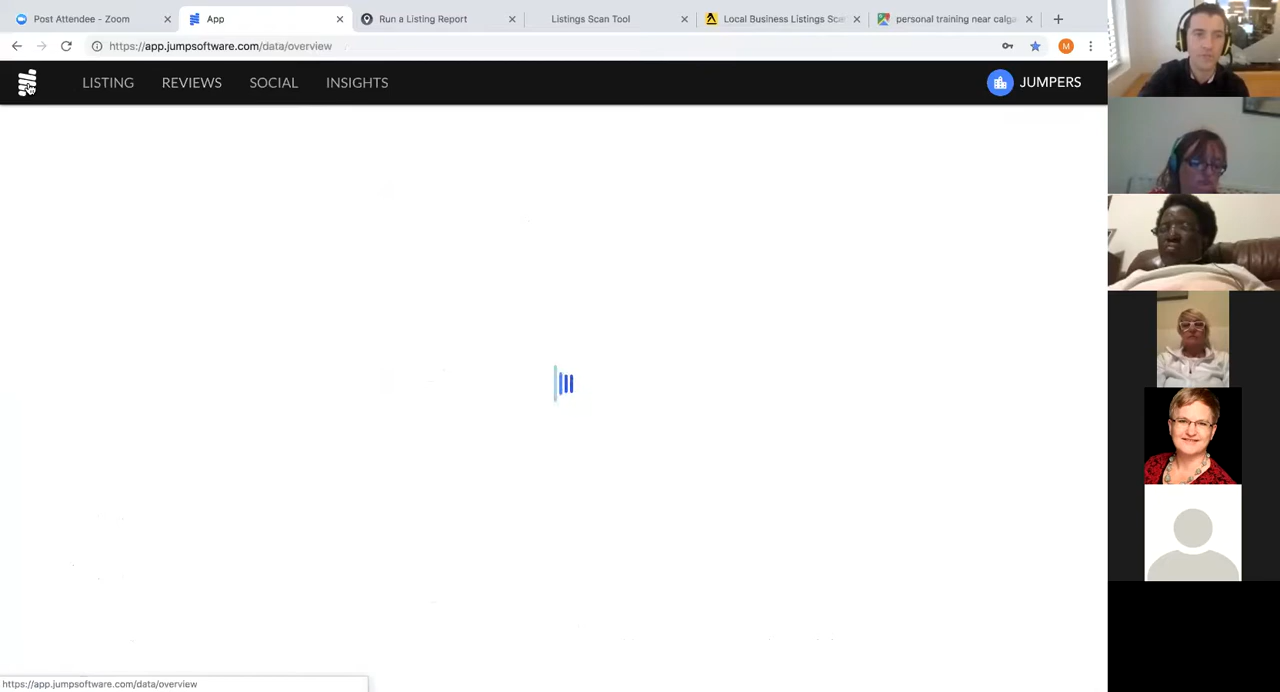 Post Attendee - Zoom
App
Run a Listing Report
Listings Scan Tool
Local Business Listings Sca
personal training near calga
https://app.jumpsoftware.com/data/overview
M
LISTING
REVIEWS
SOCIAL
INSIGHTS
JUMPERS
https://app.jumpsoftware.com/data/overview